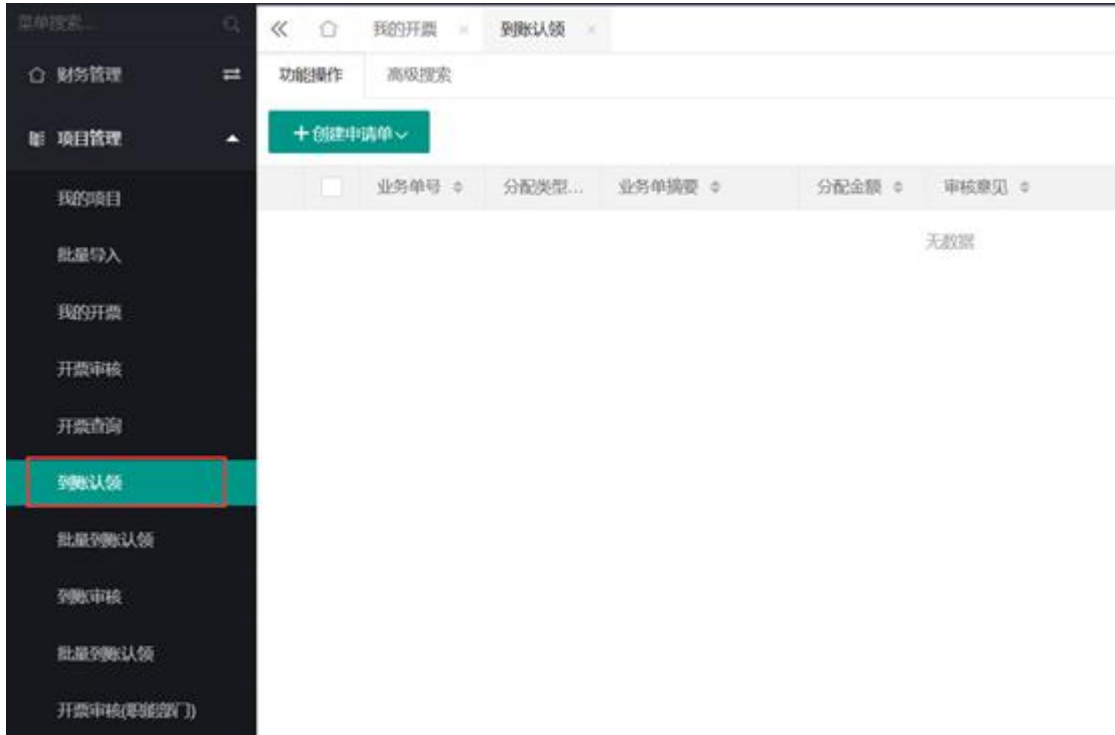 菜单搜索...
我的开票
到账认领
财务管理
功能操作
高级搜索
项目管理
创建申请单
业务单号
分配类型...
业务单摘要
分配金额
审核意见
我的项目
无数据
批量导入
我的开票
开票审核
开票查询
到账认领
批量到账认领
到账审核
批量到账认领
开票审核(职能部门)